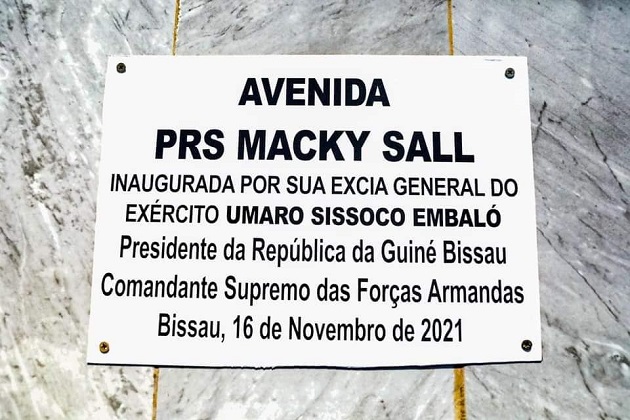 AVENIDA
PRS MACKY SALL
INAUGURADA POR SUA EXCIA GENERAL DO
EXÉRCITO UMARO SISSOCO EMBALÓ
Presidente da República da Guiné Bissau
Comandante Supremo das Forças Armandas
Bissau, 16 de Novembro de 2021